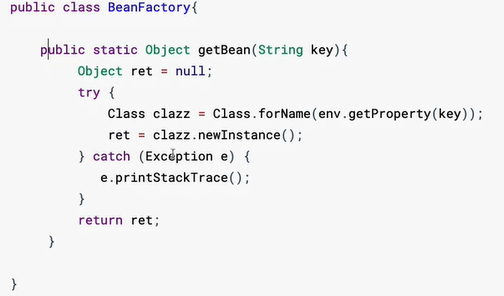 public class BeanFactory{
public static Object getBean(String key){
Object ret = null;
try {
Class clazz = Class.forName(env.getProperty(key));
ret = clazz.newInstance();
} catch (Exception e) {
e.printStackTrace();
}
return ret;
}
}